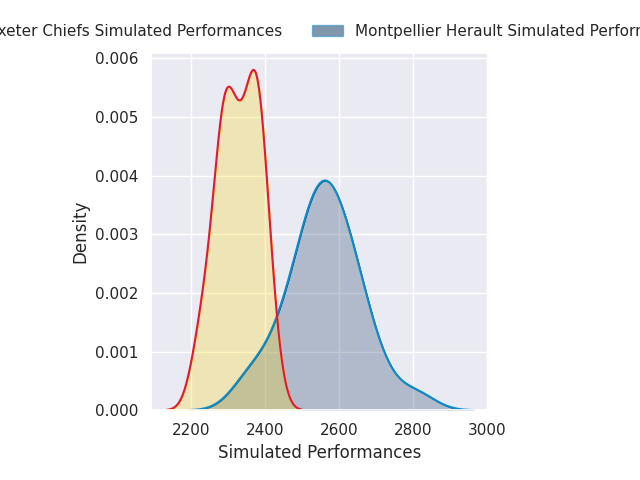 xeter Chiefs Simulated Performances
Montpellier Herault Simulated Perfor
0.006
0.005
0.004
0.003
0.002
0.001
0.000
Density
2200 2400 2600 2800 3000
Simulated Performances